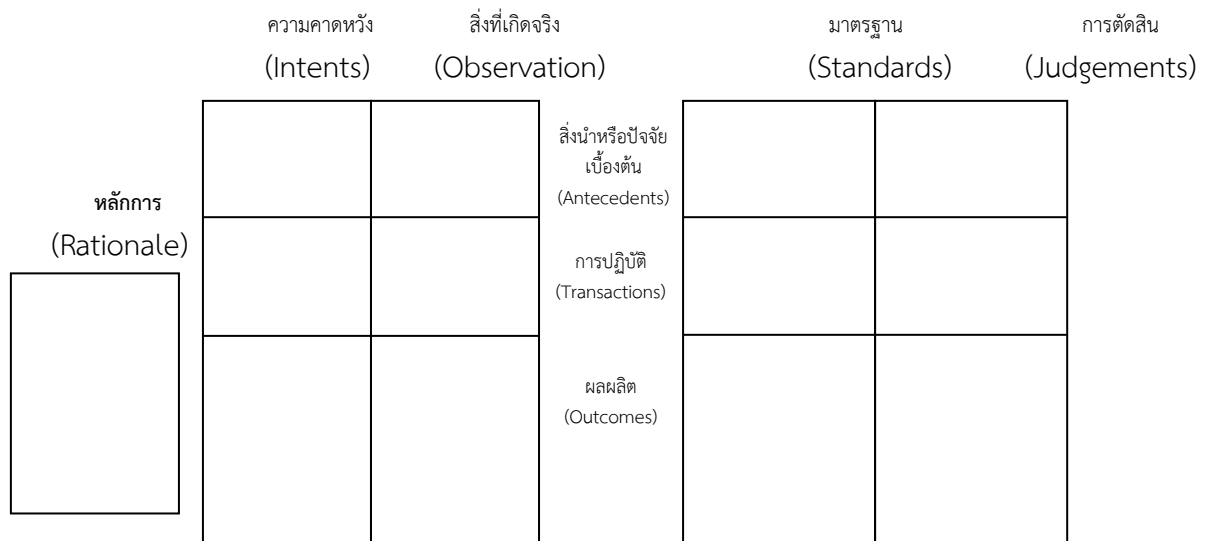 ความคาดหวัง สิ่งที่เกิดจริง มาตรฐาน การตัดสิน
(Intents) (Observation) (Standards) (Judgements)
สิ่งนำหรือปัจจัย
เบื้องต้น
(Antecedents)
หลักการ
(Rationale)
การปฏิบัติ
(Transactions)
ผลผลิต
(Outcomes)